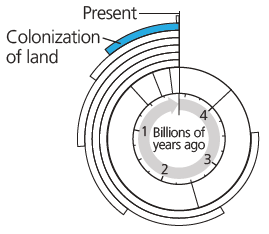 Present
Colonization
of land
4
1
Billions of
years ago
3
2